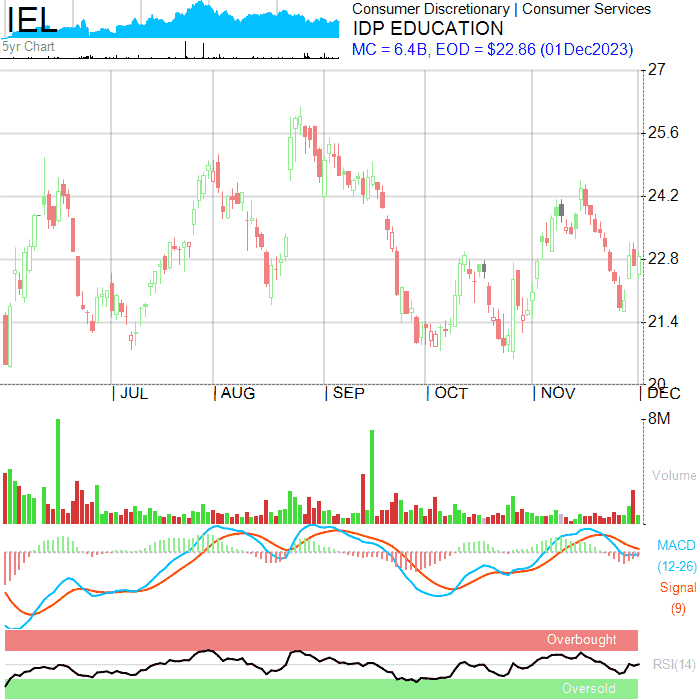 IEL
5yr Chart
Consumer Discretionary | Consumer Services
IDP EDUCATION
MC = 6.4B, EOD = $22.86 (01Dec2023)
27
25.6
24.2
22.8
21.4
20
| JUL | AUG | SEP | OCT | NOV | DEC
8M
Volume
MACD
(12-26)
Signal
(9)
Overbought
RSI(14)
Oversold